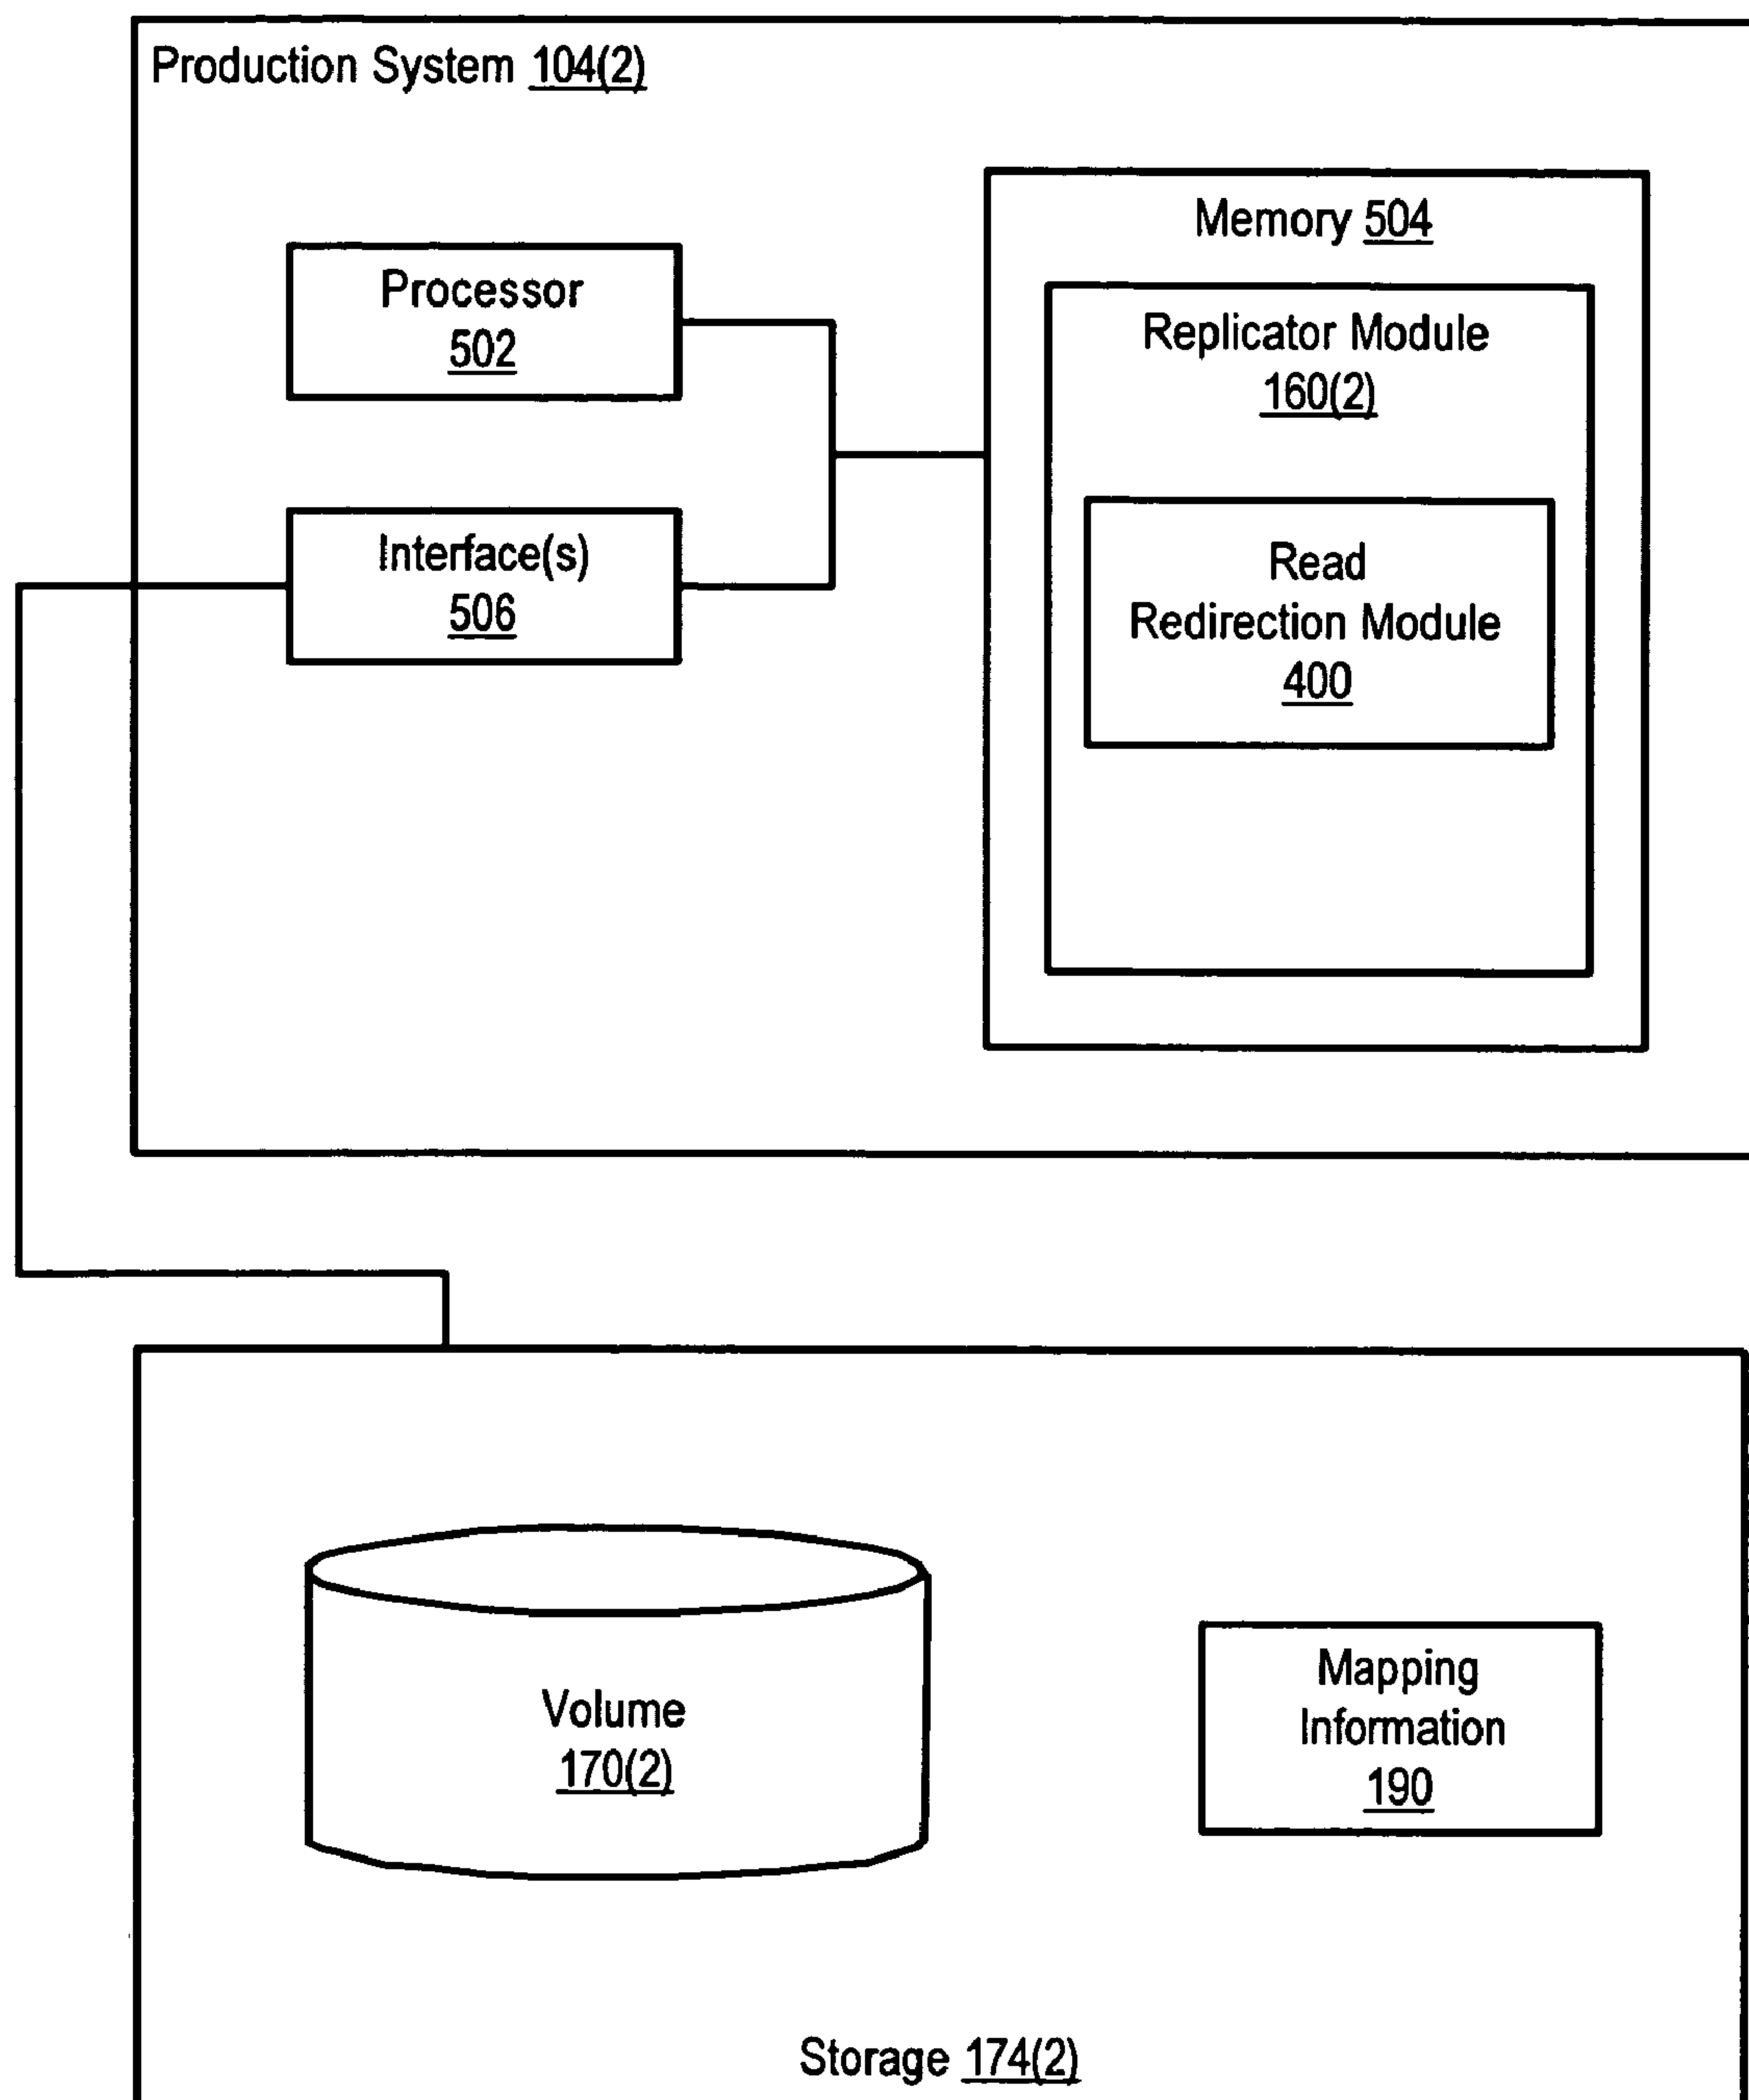 Production System 104(2)
Memory 504
Processor
502
Replicator Module
160(2)
Interface(s)
506
Read
Redirection Module
400
Volume
170(2)
Mapping
Information
190
Storage 174(2)